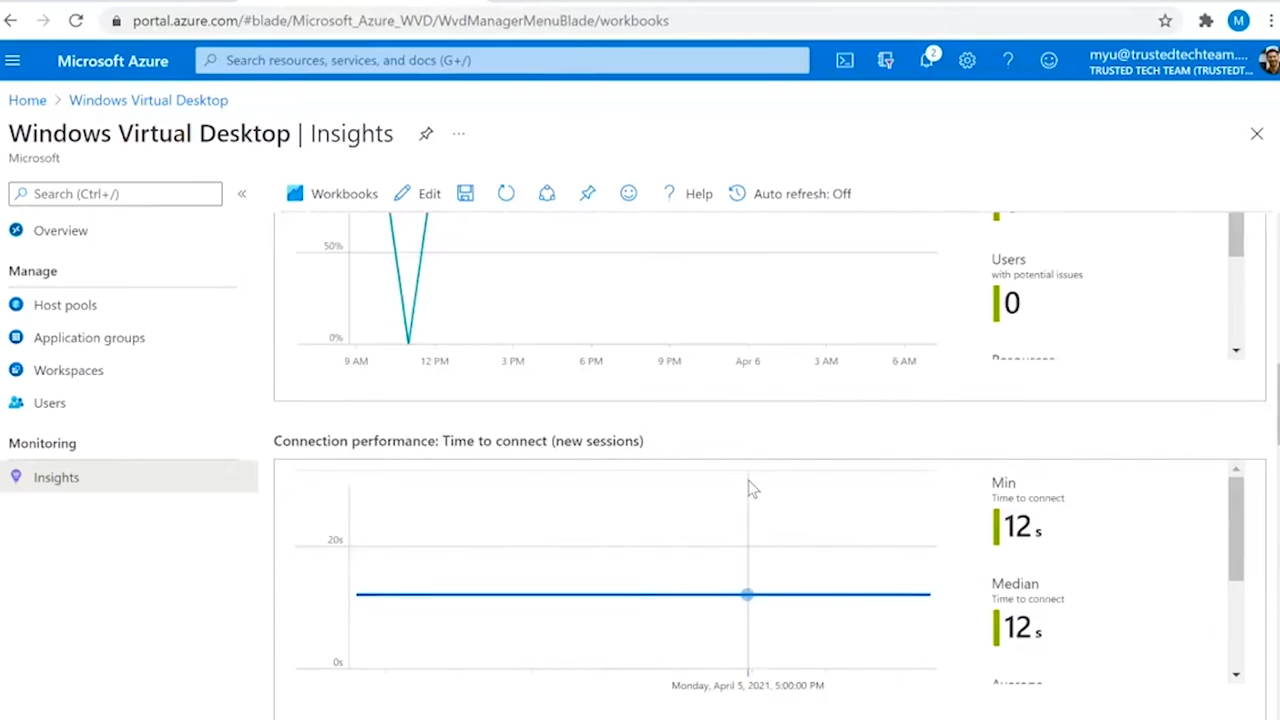 portal.azure.com/#blade/Microsoft_Azure_WVD/WvdManagerMenuBlade/workbooks
M
Microsoft Azure
Search resources, services, and docs (G+/)
2
myu@trustedtechteam....
TRUSTED TECH TEAM (TRUSTEDT...
Home > Windows Virtual Desktop
Windows Virtual Desktop | Insights
...
Microsoft
Search (Ctrl+/)
«
Workbooks
Edit
? Help
Auto refresh: Off
Overview
Manage
Host pools
Application groups
Workspaces
Users
Monitoring
Insights
50%
0%
9 AM 12 PM 3 PM 6 PM 9 PM Apr 6 3 AM 6 AM
Users
with potential issues
0
Connection performance: Time to connect (new sessions)
20s
0s
Monday, April 5, 2021, 5:00:00 PM
Min
Time to connect
12 s
Median
Time to connect
12 s